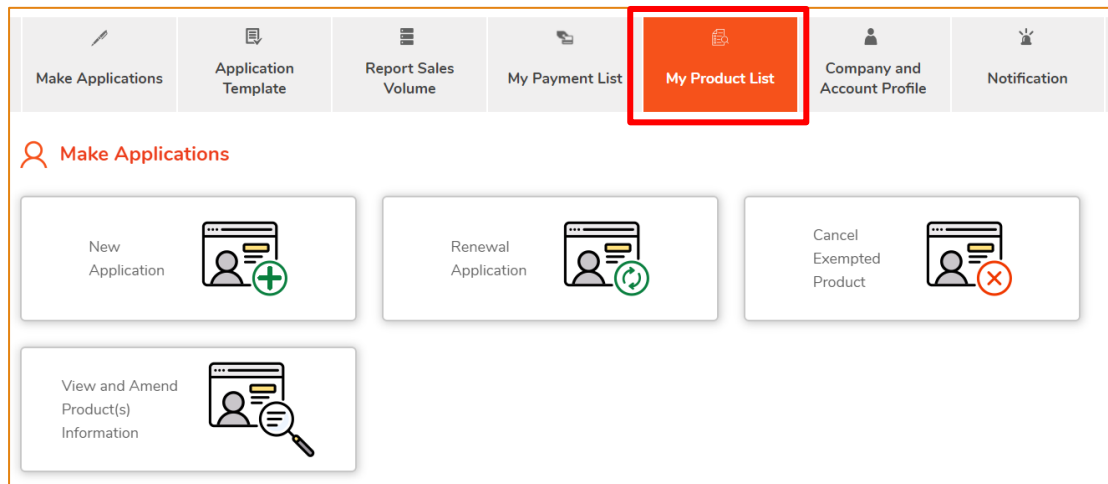 Make Applications
Application
Template
Report Sales
Volume
My Payment List
My Product List
Company and
Account Profile
Notification
Make Applications
New
Application
Renewal
Application
Cancel
Exempted
Product
View and Amend
Product(s)
Information